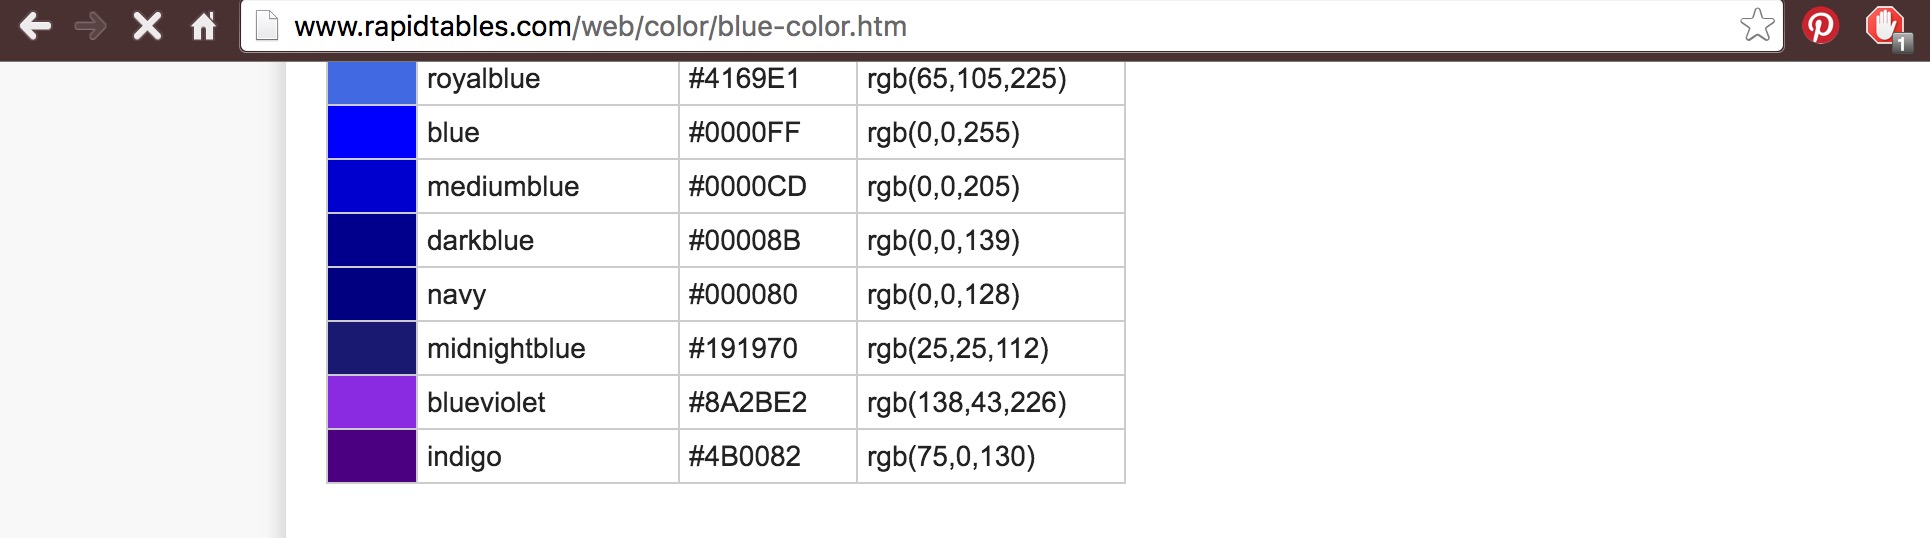 www.rapidtables.com/web/color/blue-color.htm
1
royalblue #4169E1 rgb(65,105,225)
blue #0000FF rgb(0,0,255)
mediumblue #0000CD rgb(0,0,205)
darkblue #00008B rgb(0,0,139)
navy #000080 rgb(0,0,128)
midnightblue #191970 rgb(25,25,112)
blueviolet #8A2BE2 rgb(138,43,226)
indigo #4B0082 rgb(75,0,130)